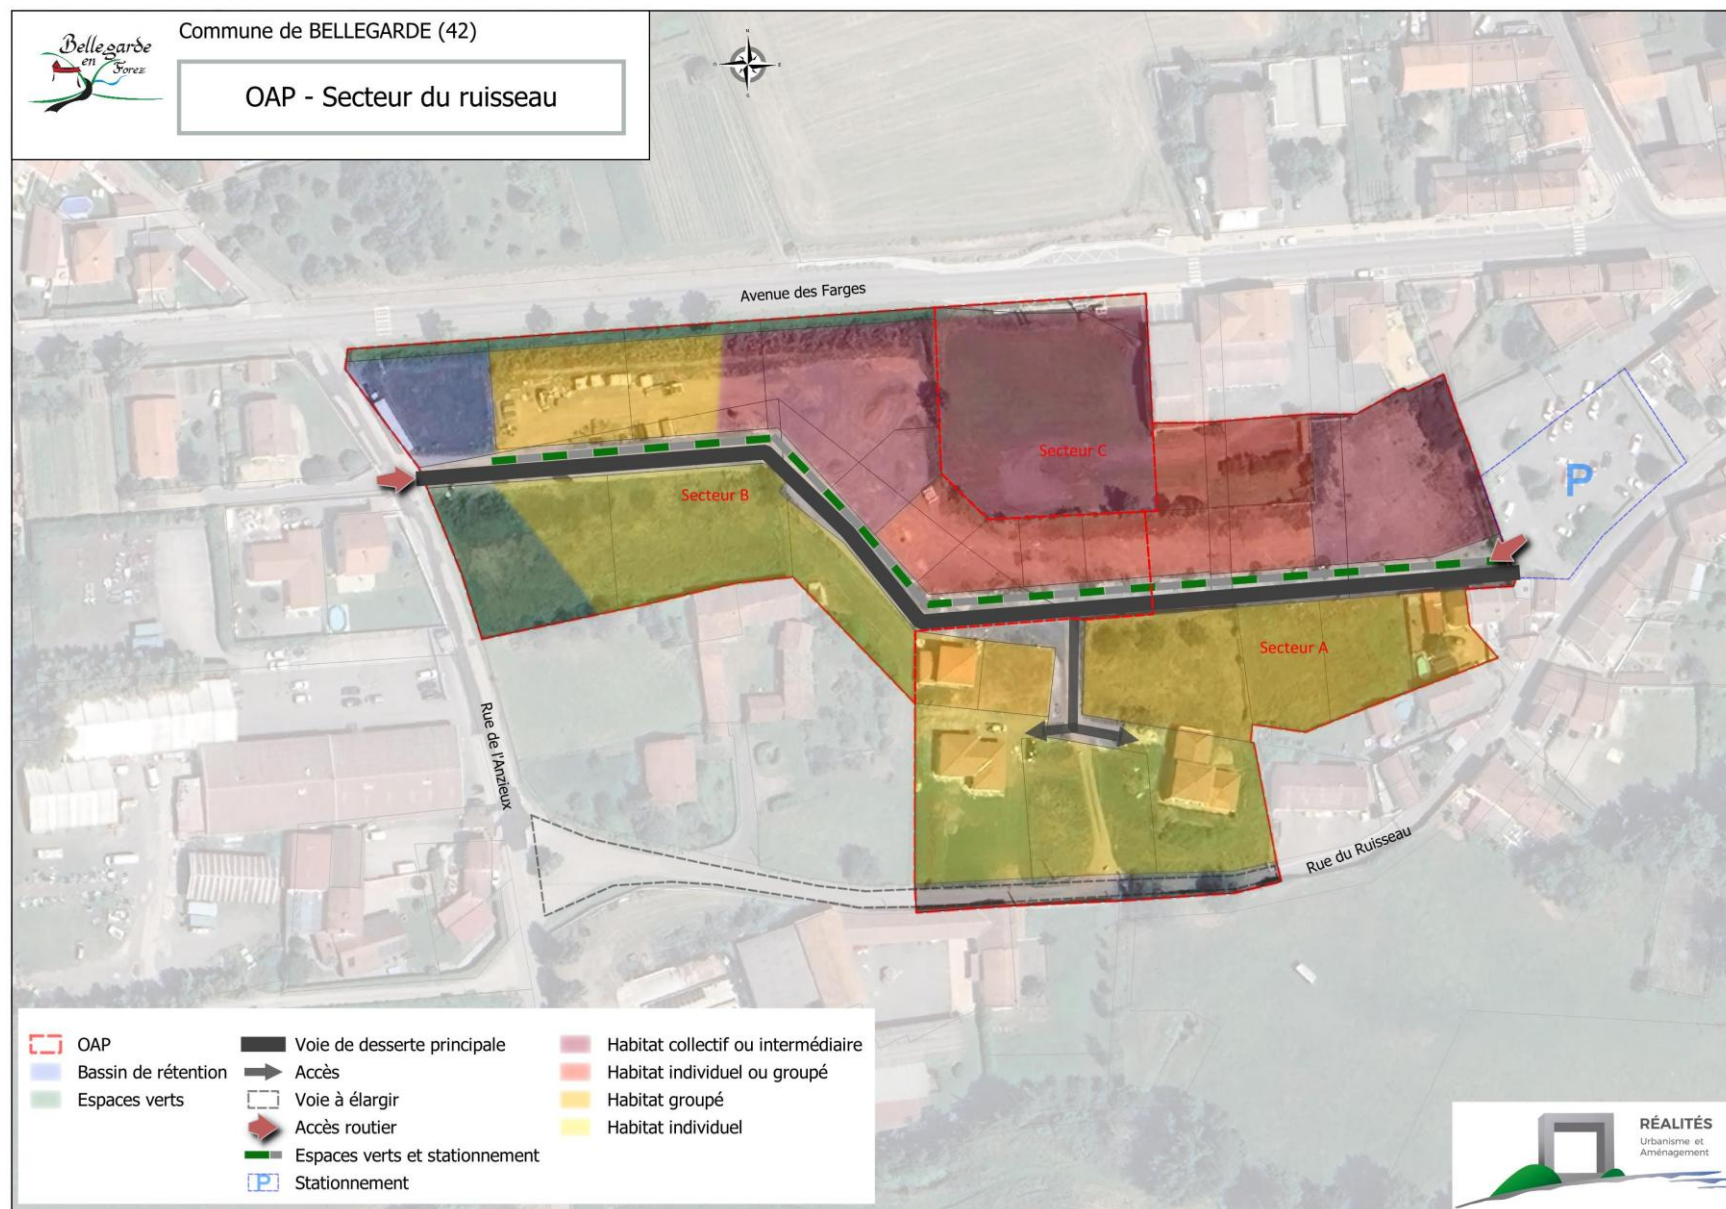 Bellegarde
en
Forez
Commune de BELLEGARDE (42)
OAP - Secteur du ruisseau
Avenue des Farges
Secteur C
Secteur B
P
Secteur A
Rue de l'Anzieux
Rue du Ruisseau
OAP
Bassin de rétention
Espaces verts
Voie de desserte principale
Accès
Voie à élargir
Accès routier
Espaces verts et stationnement
P Stationnement
Habitat collectif ou intermédiaire
Habitat individuel ou groupé
Habitat groupé
Habitat individuel
RÉALITÉS
Urbanisme et
Aménagement